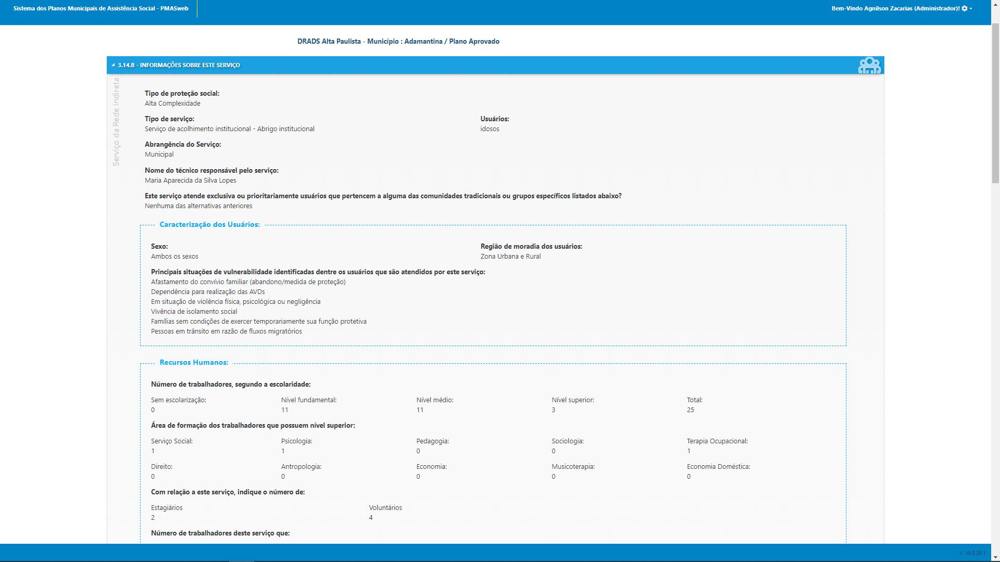 Sistema dos Planos Municipais de Assistência Social - PMASweb
Bem-Vindo Agnilson Zacarias (Administrador)!
DRADS Alta Paulista - Município : Adamantina / Plano Aprovado
3.14.B - INFORMAÇÕES SOBRE ESTE SERVIÇO
Serviço da Rede Indireta
Tipo de proteção social:
Alta Complexidade
Tipo de serviço: Usuários:
Serviço de acolhimento institucional - Abrigo institucional idosos
Abrangência do Serviço:
Municipal
Nome do técnico responsável pelo serviço:
Maria Aparecida da Silva Lopes
Este serviço atende exclusiva ou prioritariamente usuários que pertencem a alguma das comunidades tradicionais ou grupos específicos listados abaixo?
Nenhuma das alternativas anteriores
Caracterização dos Usuários:
Sexo: Região de moradia dos usuários:
Ambos os sexos Zona Urbana e Rural
Principais situações de vulnerabilidade identificadas dentre os usuários que são atendidos por este serviço:
Afastamento do convívio familiar (abandono/medida de proteção)
Dependência para realização das AVDs
Em situação de violência física, psicológica ou negligência
Vivência de isolamento social
Famílias sem condições de exercer temporariamente sua função protetiva
Pessoas em trânsito em razão de fluxos migratórios
Recursos Humanos:
Número de trabalhadores, segundo a escolaridade:
Sem escolarização: Nível fundamental: Nível médio: Nível superior: Total:
0 11 11 3 25
Área de formação dos trabalhadores que possuem nível superior:
Serviço Social: Psicologia: Pedagogia: Sociologia: Terapia Ocupacional:
1 1 0 0 1
Direito: Antropologia: Economia: Musicoterapia: Economia Doméstica:
0 0 0 0 0
Com relação a este serviço, indique o número de:
Estagiários Voluntários
2 4
Número de trabalhadores deste serviço que:
V. 19.8.29.1